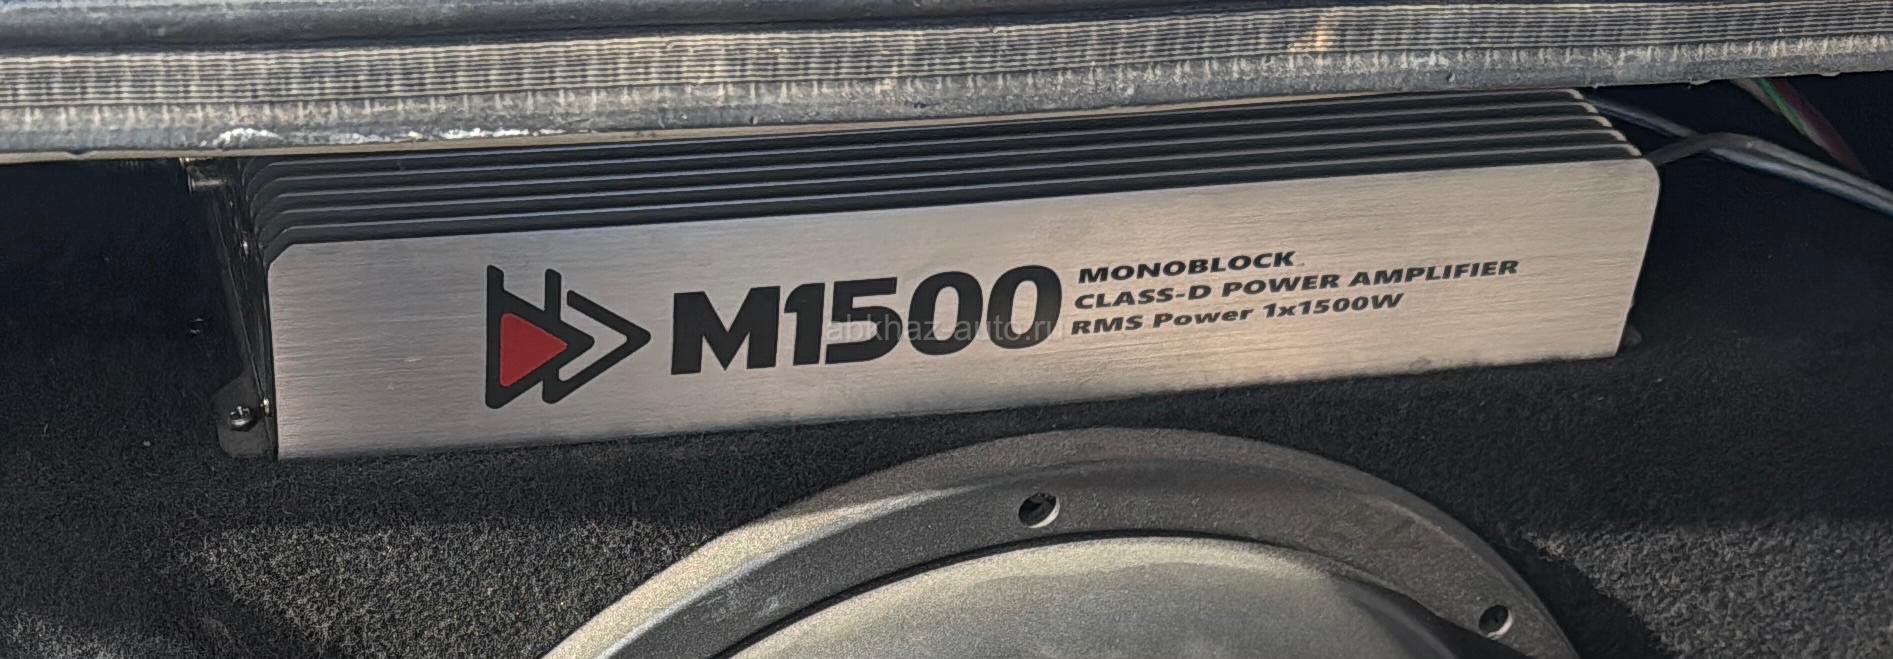 M1500
MONOBLOCK
CLASS-D POWER AMPLIFIER
RMS Power 1x1500W
abkhaz-auto.ru